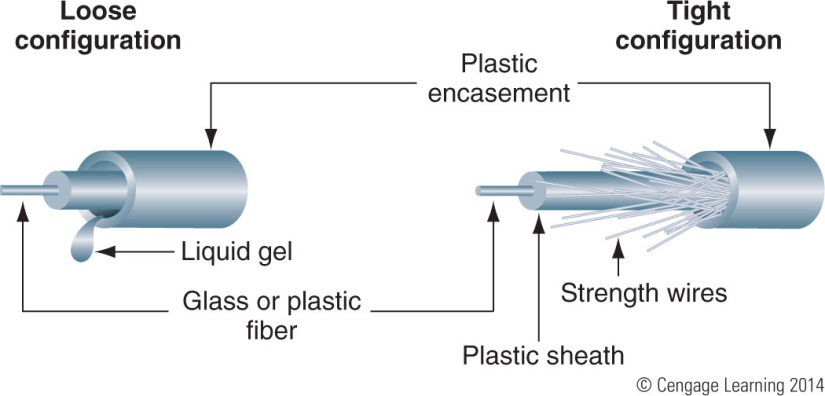 Loose
configuration
Tight
configuration
Plastic
encasement
Liquid gel
Glass or plastic
fiber
Strength wires
Plastic sheath
© Cengage Learning 2014